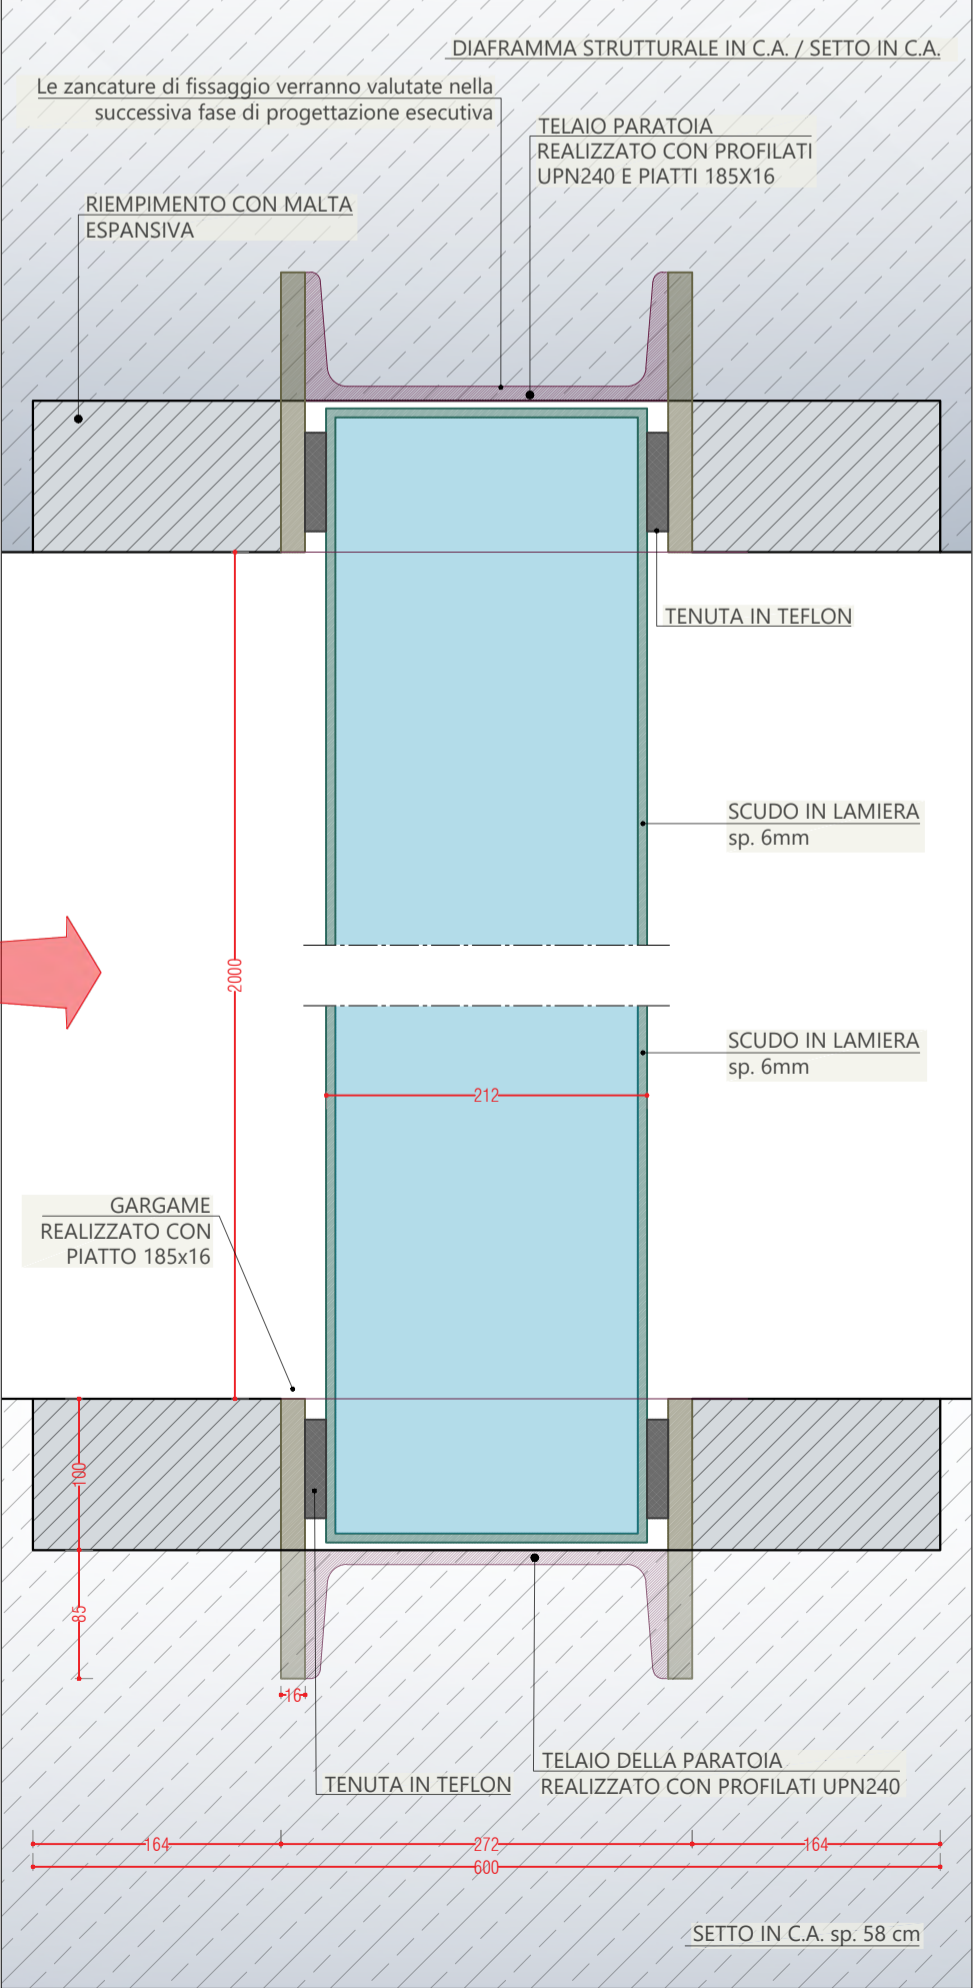 DIAFRAMMA STRUTTURALE IN C.A. / SETTO IN C.A.
Le zancature di fissaggio verranno valutate nella
successiva fase di progettazione esecutiva
TELAIO PARATOIA
REALIZZATO CON PROFILATI
UPN240 E PIATTI 185X16
RIEMPIMENTO CON MALTA
ESPANSIVA
TENUTA IN TEFLON
SCUDO IN LAMIERA
sp. 6mm
2000
SCUDO IN LAMIERA
sp. 6mm
212
GARGAME
REALIZZATO CON
PIATTO 185x16
100
85
16
TELAIO DELLA PARATOIA
REALIZZATO CON PROFILATI UPN240
TENUTA IN TEFLON
164
272
164
600
SETTO IN C.A. sp. 58 cm